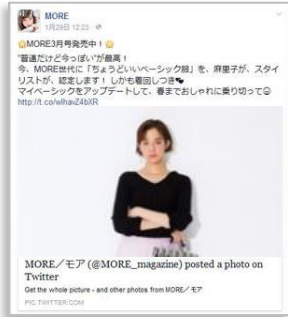 MORE
1月28日 12:23
MORE3月号発売中！
"普通だけど今っぽい"が最高！
今、MORE世代に「ちょうどいいベーシック服」を、麻里子が、スタイ
リストが、認定します！ しかも着回しつき
マイベーシックをアップデートして、春までおしゃれに乗り切って
MORE／モア (@MORE_magazine) posted a photo on
Twitter
Get the whole picture - and other photos from MORE／モア
PIC.TWITTER.COM